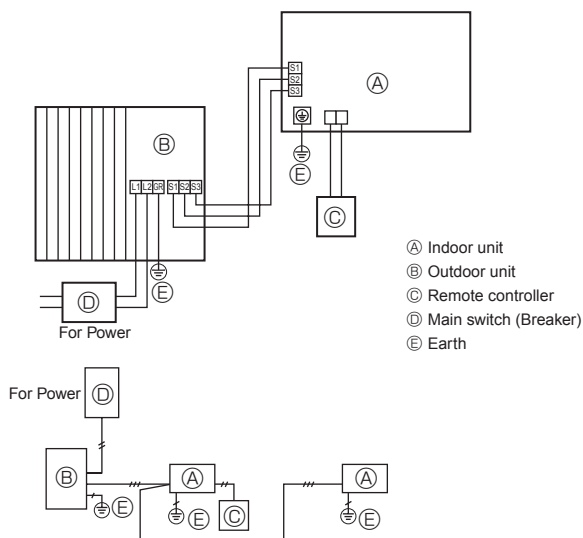 S1
S2
S3
Ⓐ
Ⓔ
Ⓒ
Ⓑ
L1 L2 GR S1 S2 S3
Ⓔ
Ⓓ
For Power
Ⓐ Indoor unit
Ⓑ Outdoor unit
Ⓒ Remote controller
Ⓓ Main switch (Breaker)
Ⓔ Earth
For Power Ⓓ
Ⓑ Ⓔ Ⓐ Ⓔ Ⓒ Ⓐ Ⓔ